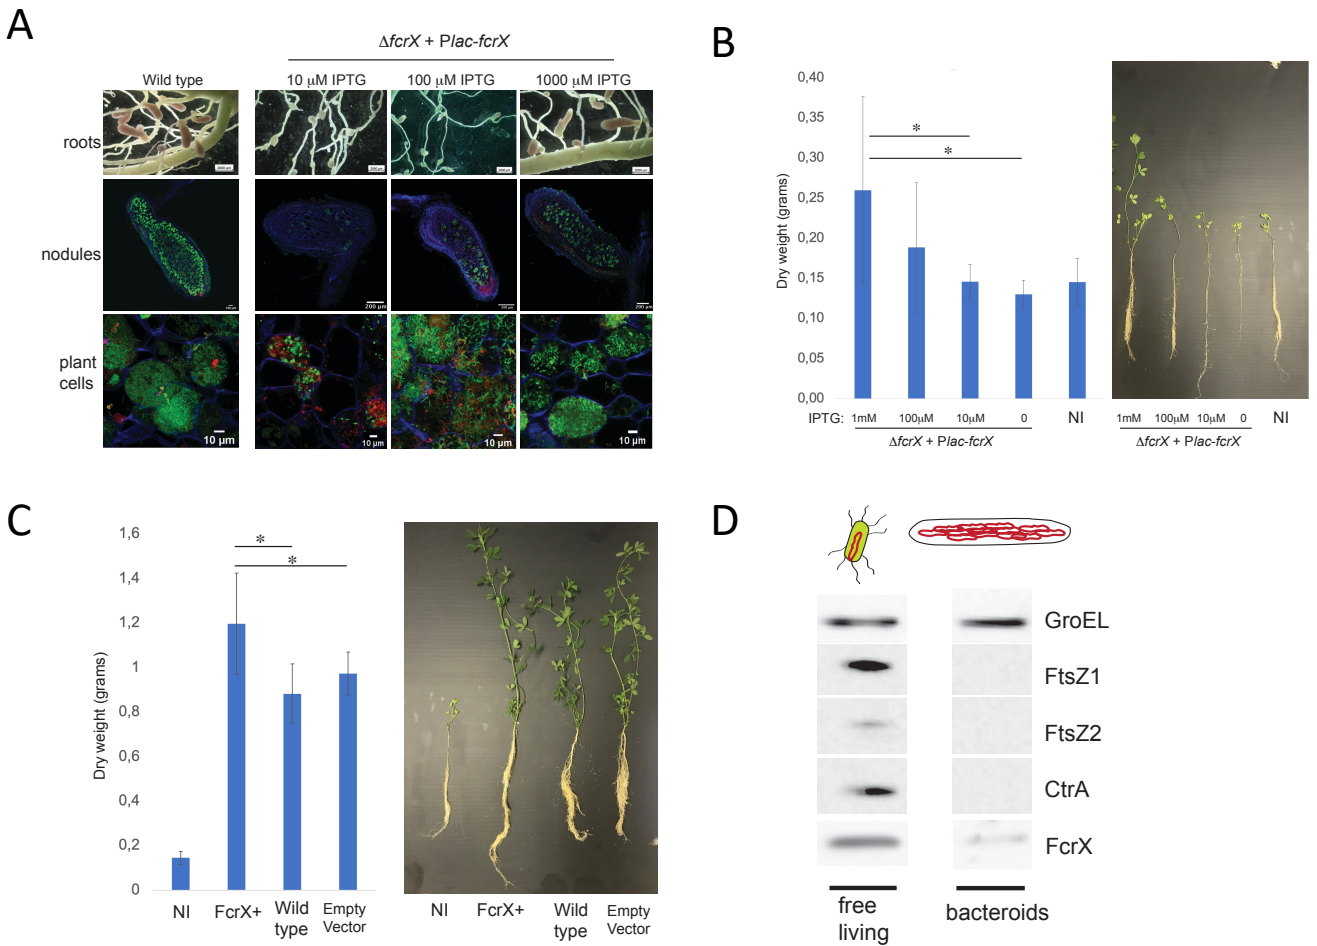 A
ΔfcrX + Plac-fcrX
Wild type
10 μM IPTG
100 μM IPTG
1000 μM IPTG
roots
nodules
200 μm
plant
cells
10 μm
10 μm
10 μm
10 μm
B
Dry weight (grams)
0,40
0,35
0,30
0,25
0,20
0,15
0,10
0,05
0,00
*
*
IPTG: 1mM 100μM 10μM 0 NI
ΔfcrX + Plac-fcrX
1mM 100μM 10μM 0 NI
ΔfcrX + Plac-fcrX
C
Dry weight (grams)
1,6
1,4
1,2
1
0,8
0,6
0,4
0,2
0
*
*
NI FcrX+ Wild Empty
type Vector
NI FcrX+ Wild Empty
type Vector
D
GroEL
FtsZ1
FtsZ2
CtrA
FcrX
free
living
bacteroids